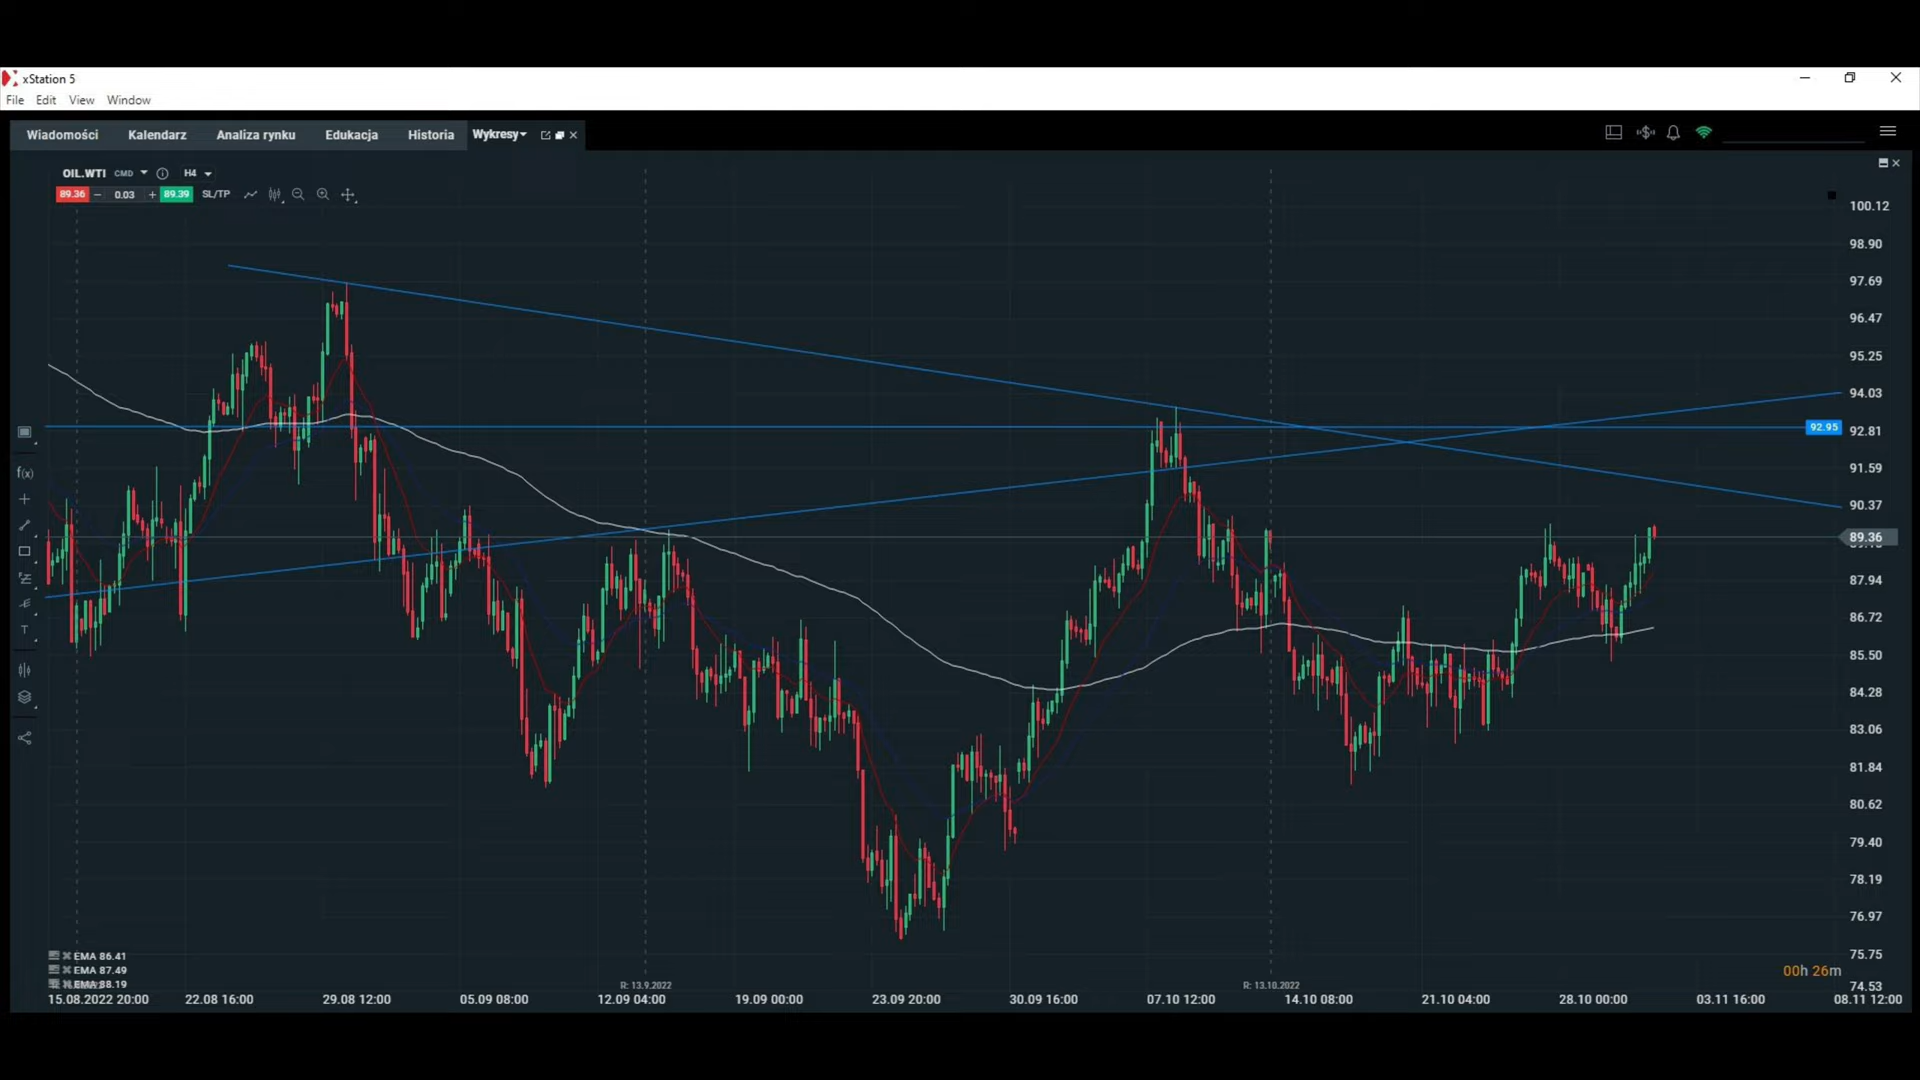 xStation 5
File Edit View Window
Wiadomości Kalendarz Analiza rynku Edukacja Historia Wykresy
OIL.WTI CMD H4
89.36 − 0.03 + 89.39 SL/TP
100.12
98.90
97.69
96.47
95.25
94.03
92.95
92.81
91.59
90.37
89.36
87.94
86.72
85.50
84.28
83.06
81.84
80.62
79.40
78.19
76.97
75.75
74.53
f(x)
T
EMA 86.41
EMA 87.49
EMA 88.19
00h 26m
R: 13.9.2022 R: 13.10.2022
15.08.2022 20:00 22.08 16:00 29.08 12:00 05.09 08:00 12.09 04:00 19.09 00:00 23.09 20:00 30.09 16:00 07.10 12:00 14.10 08:00 21.10 04:00 28.10 00:00 03.11 16:00 08.11 12:00